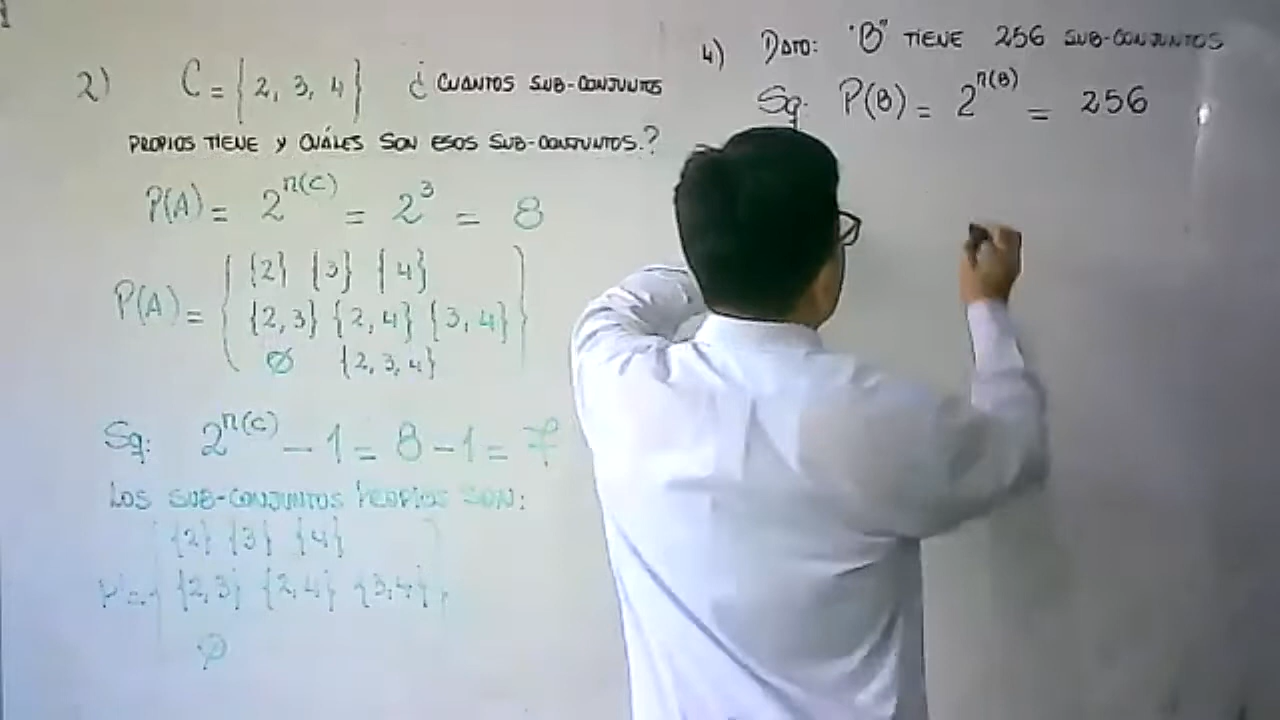 2) C = {2, 3, 4} ¿ CUANTOS SUB-CONJUNTOS
PROPIOS TIENE Y CUÁLES SON ESOS SUB-CONJUNTOS.?
P(A) = 2^n(C) = 2^3 = 8
P(A) = { {2} {3} {4}
{2,3} {2,4} {3,4}
∅ {2,3,4} }
Sq: 2^n(C) - 1 = 8 - 1 = 7
LOS SUB-CONJUNTOS PROPIOS SON:
{2} {3} {4}
P = { {2,3} {2,4} {3,4} }
∅
4) DATO: "B" TIENE 256 SUB-CONJUNTOS
Sq: P(B) = 2^n(B) = 256